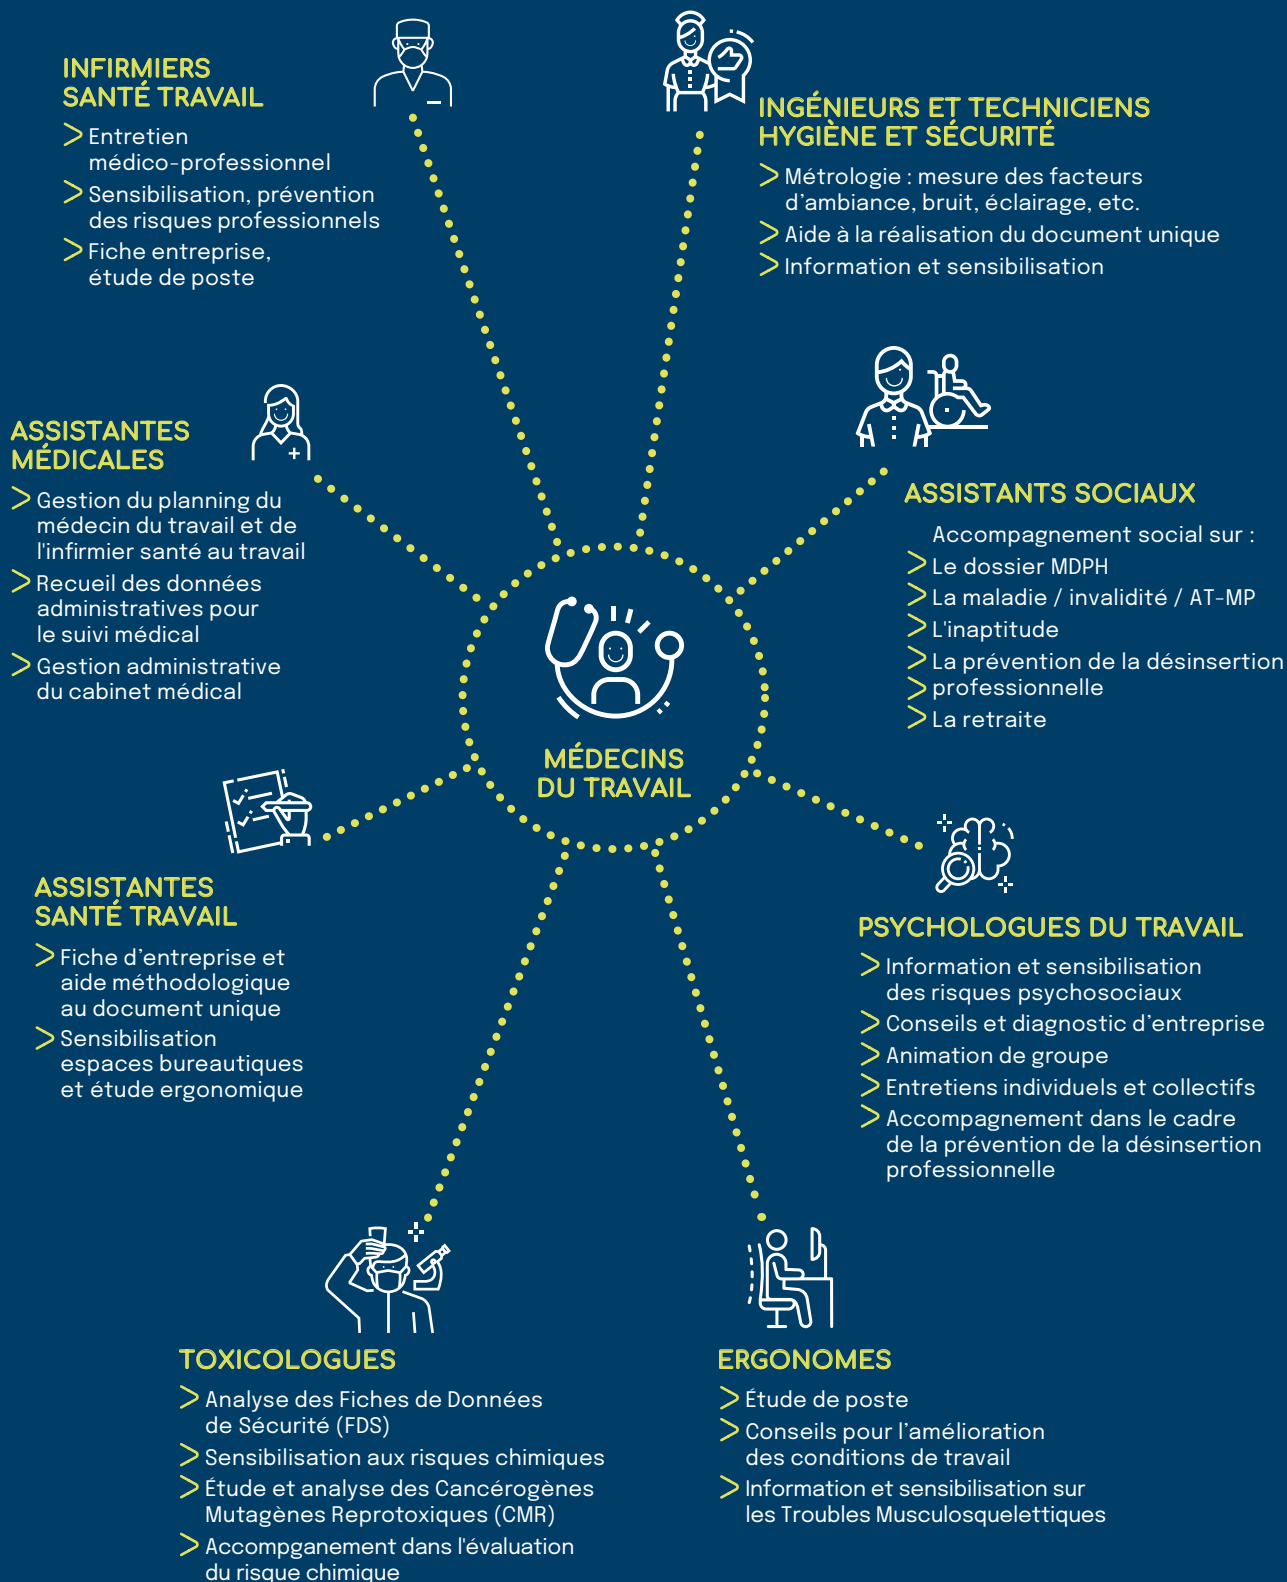 INFIRMIERS
SANTÉ TRAVAIL
> Entretien
médico-professionnel
> Sensibilisation, prévention
des risques professionnels
> Fiche entreprise,
étude de poste
INGÉNIEURS ET TECHNICIENS
HYGIÈNE ET SÉCURITÉ
> Métrologie : mesure des facteurs
d’ambiance, bruit, éclairage, etc.
> Aide à la réalisation du document unique
> Information et sensibilisation
ASSISTANTES
MÉDICALES
> Gestion du planning du
médecin du travail et de
l'infirmier santé au travail
> Recueil des données
administratives pour
le suivi médical
> Gestion administrative
du cabinet médical
ASSISTANTS SOCIAUX
Accompagnement social sur :
> Le dossier MDPH
> La maladie / invalidité / AT-MP
> L'inaptitude
> La prévention de la désinsertion
> professionnelle
> La retraite
MÉDECINS
DU TRAVAIL
ASSISTANTES
SANTÉ TRAVAIL
> Fiche d’entreprise et
aide méthodologique
au document unique
> Sensibilisation
espaces bureautiques
et étude ergonomique
PSYCHOLOGUES DU TRAVAIL
> Information et sensibilisation
des risques psychosociaux
> Conseils et diagnostic d’entreprise
> Animation de groupe
> Entretiens individuels et collectifs
> Accompagnement dans le cadre
de la prévention de la désinsertion
professionnelle
TOXICOLOGUES
> Analyse des Fiches de Données
de Sécurité (FDS)
> Sensibilisation aux risques chimiques
> Étude et analyse des Cancérogènes
Mutagènes Reprotoxiques (CMR)
> Accompganement dans l'évaluation
du risque chimique
ERGONOMES
> Étude de poste
> Conseils pour l’amélioration
des conditions de travail
> Information et sensibilisation sur
les Troubles Musculosquelettiques